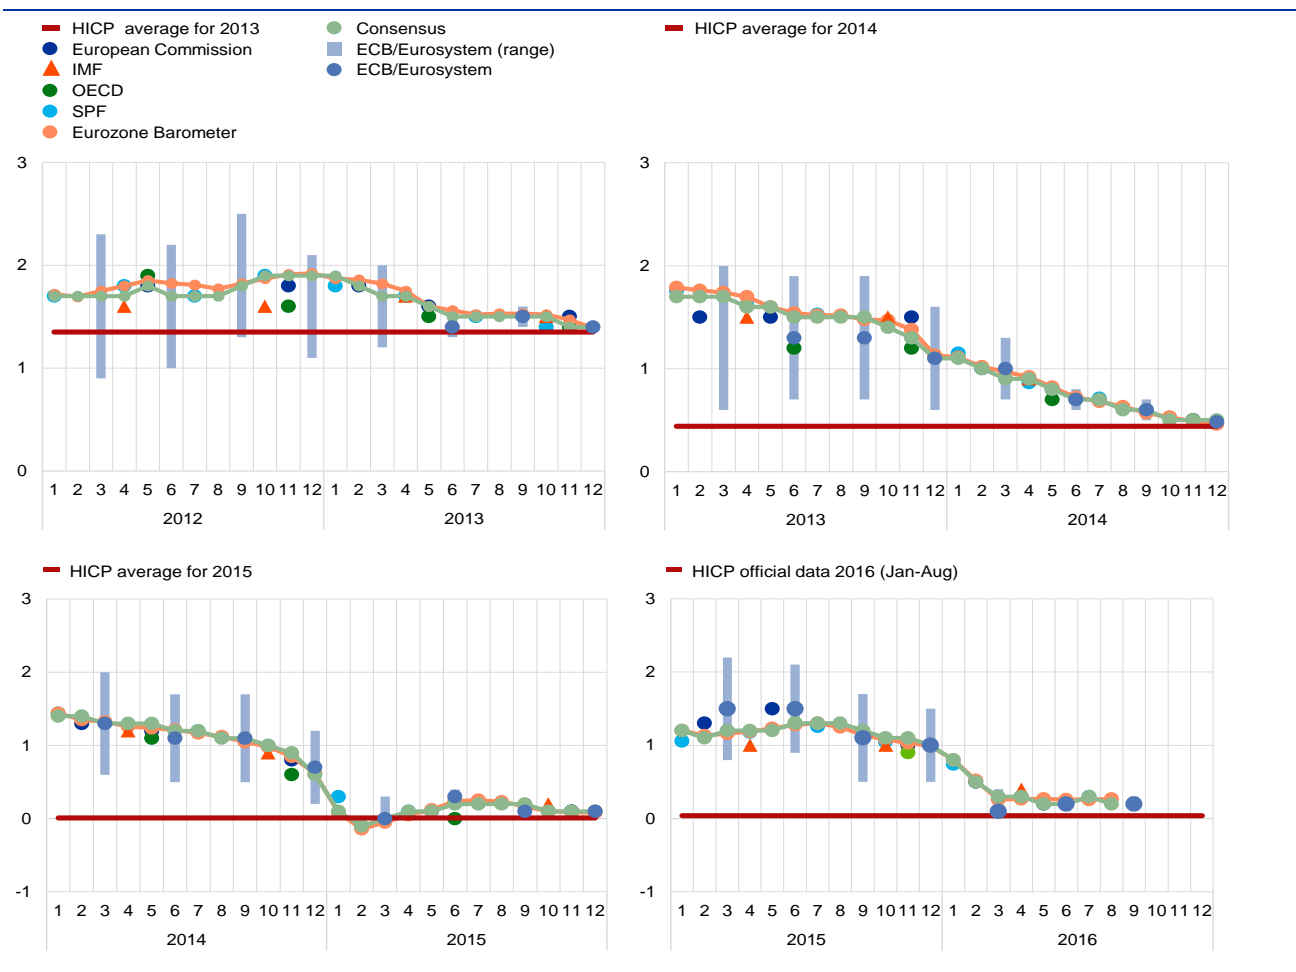 HICP average for 2013
European Commission
IMF
OECD
SPF
Eurozone Barometer
Consensus
ECB/Eurosystem (range)
ECB/Eurosystem
HICP average for 2014
3
2
1
0
1 2 3 4 5 6 7 8 9 10 11 12 1 2 3 4 5 6 7 8 9 10 11 12
2012 2013
3
2
1
0
1 2 3 4 5 6 7 8 9 10 11 12 1 2 3 4 5 6 7 8 9 10 11 12
2013 2014
HICP average for 2015
3
2
1
0
-1
1 2 3 4 5 6 7 8 9 10 11 12 1 2 3 4 5 6 7 8 9 10 11 12
2014 2015
HICP official data 2016 (Jan-Aug)
3
2
1
0
-1
1 2 3 4 5 6 7 8 9 10 11 12 1 2 3 4 5 6 7 8 9 10 11 12
2015 2016